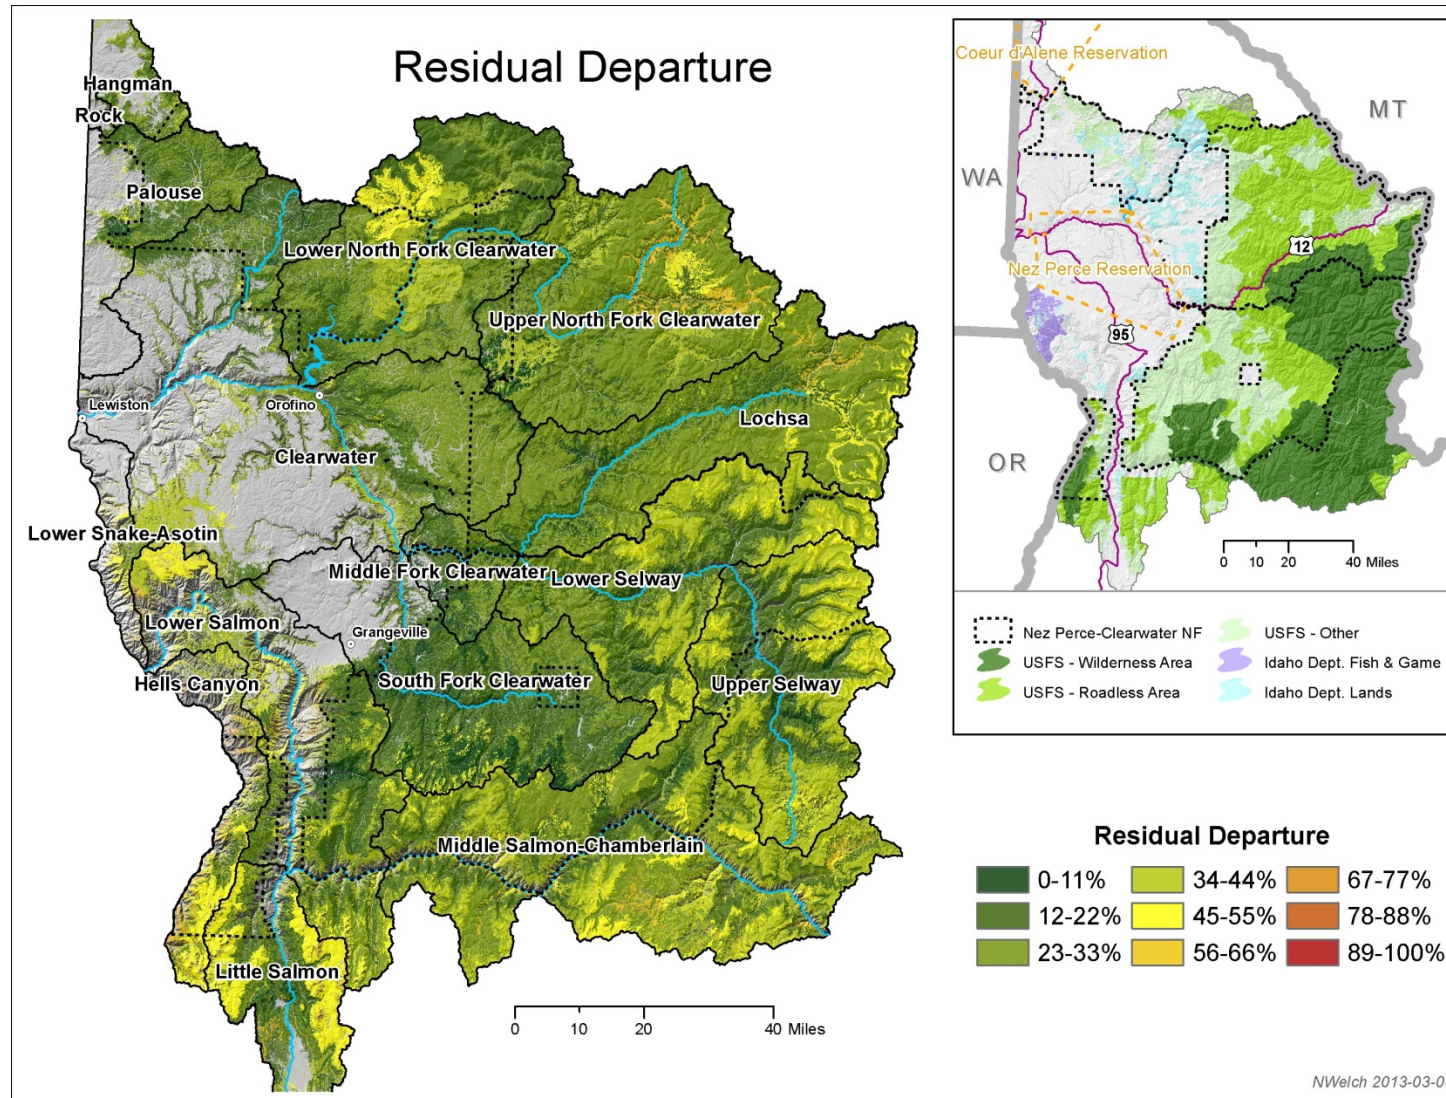 Residual Departure
Hangman
Rock
Palouse
Lower North Fork Clearwater
Upper North Fork Clearwater
Lewiston
Orofino
Lochsa
Clearwater
Lower Snake-Asotin
Middle Fork Clearwater
Lower Selway
Lower Salmon
Grangeville
Hells Canyon
South Fork Clearwater
Upper Selway
Middle Salmon-Chamberlain
Little Salmon
0 10 20 40 Miles
Coeur d'Alene Reservation
MT
WA
12
Nez Perce Reservation
95
OR
0 10 20 40 Miles
Nez Perce-Clearwater NF
USFS - Other
USFS - Wilderness Area
Idaho Dept. Fish & Game
USFS - Roadless Area
Idaho Dept. Lands
Residual Departure
0-11%
34-44%
67-77%
12-22%
45-55%
78-88%
23-33%
56-66%
89-100%
NWelch 2013-03-0